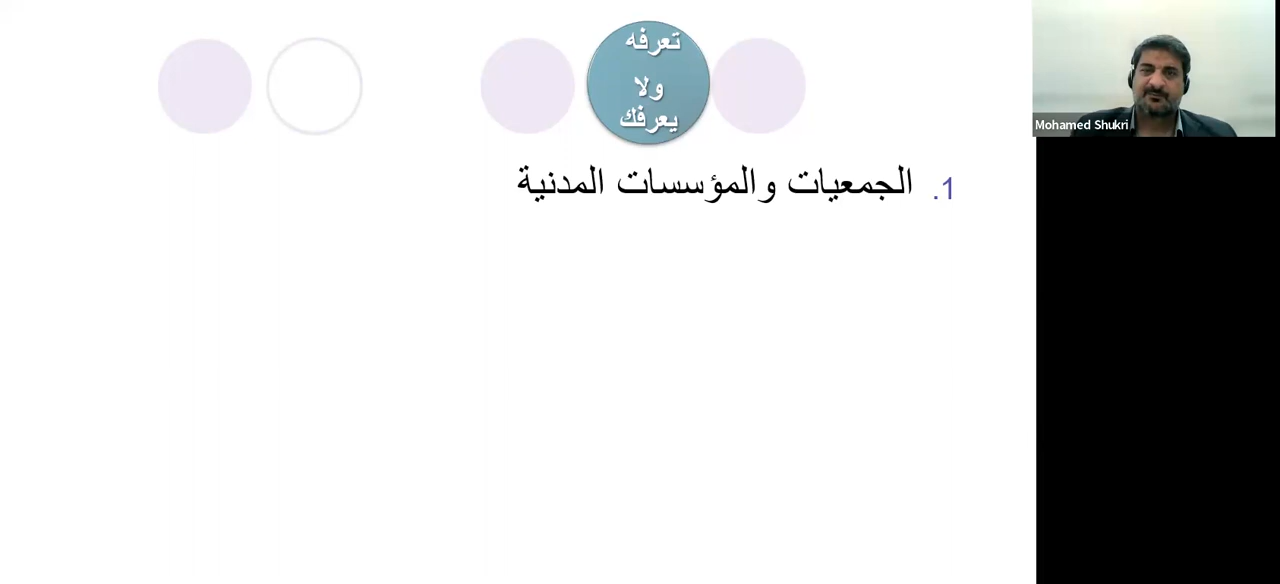 تعرفه
ولا
يعرفك
1. الجمعيات والمؤسسات المدنية
Mohamed Shukri